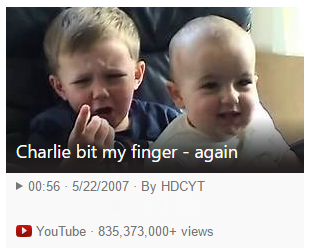 Charlie bit my finger - again
00:56 · 5/22/2007 · By HDCYT
YouTube · 835,373,000+ views